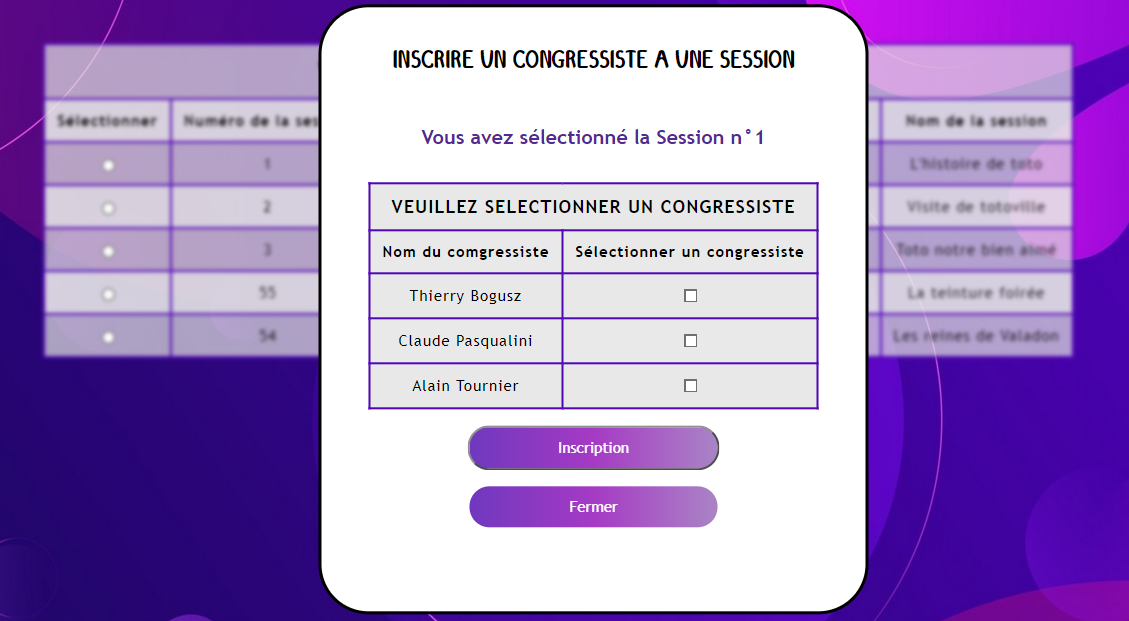 INSCRIRE UN CONGRESSISTE A UNE SESSION
Vous avez sélectionné la Session n°1
VEUILLEZ SELECTIONNER UN CONGRESSISTE
Nom du comgressiste Sélectionner un congressiste
Thierry Bogusz
Claude Pasqualini
Alain Tournier
Inscription
Fermer
Sélectionner Numéro de la ses Nom de la session
1 L'histoire de toto
2 Visite de totoville
3 Toto notre bien aimé
55 La teinture foirée
54 Les reines de Valadon